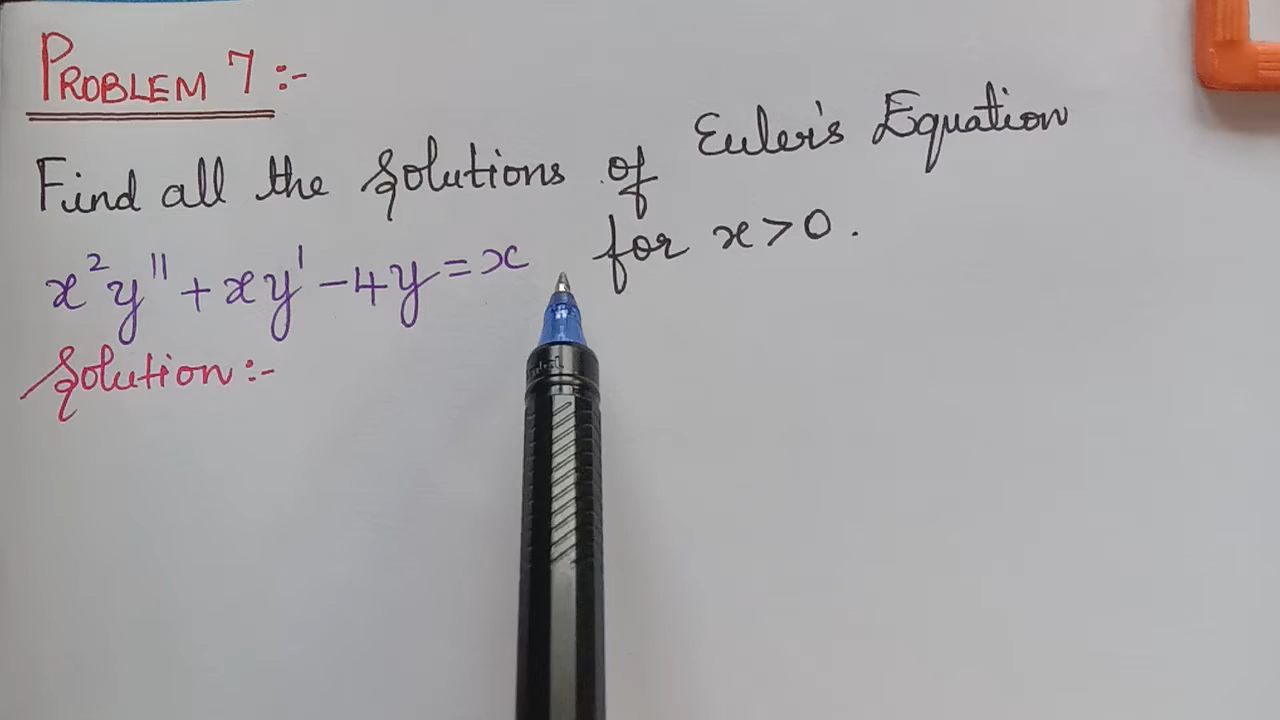 PROBLEM 7:-
Find all the Solutions of Euler's Equation
x²y'' + xy' - 4y = x for x > 0.
Solution:-